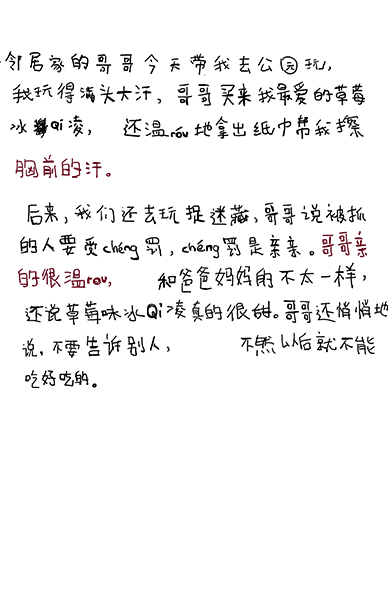 邻居家的哥哥今天带我去公园玩，
我玩得满头大汗，哥哥买来我最爱的草莓
冰Qi凌，还温róu地拿出纸巾帮我擦
胸前的汗。
后来，我们还去玩捉迷藏，哥哥说被抓
的人要受chéng罚，chéng罚是亲亲。哥哥亲
的很温rou，和爸爸妈妈的不太一样，
还说草莓味冰Qi凌真的很甜。哥哥还悄悄地
说，不要告诉别人，不然以后就不能
吃好吃的。